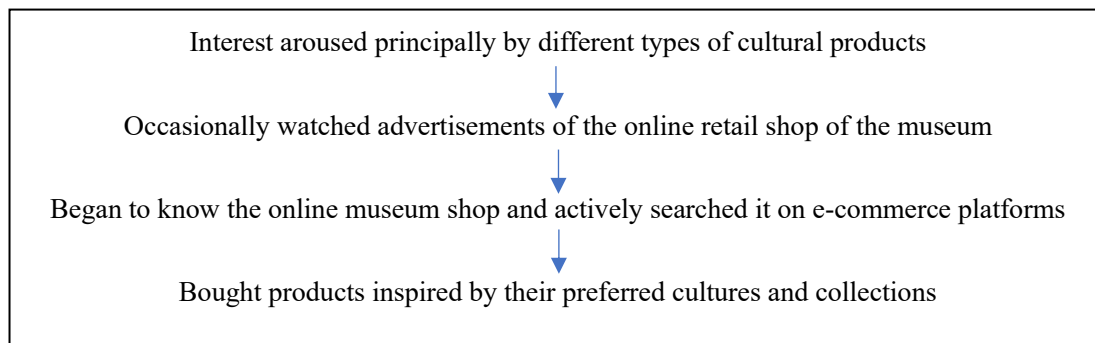 Interest aroused principally by different types of cultural products
Occasionally watched advertisements of the online retail shop of the museum
Began to know the online museum shop and actively searched it on e-commerce platforms
Bought products inspired by their preferred cultures and collections